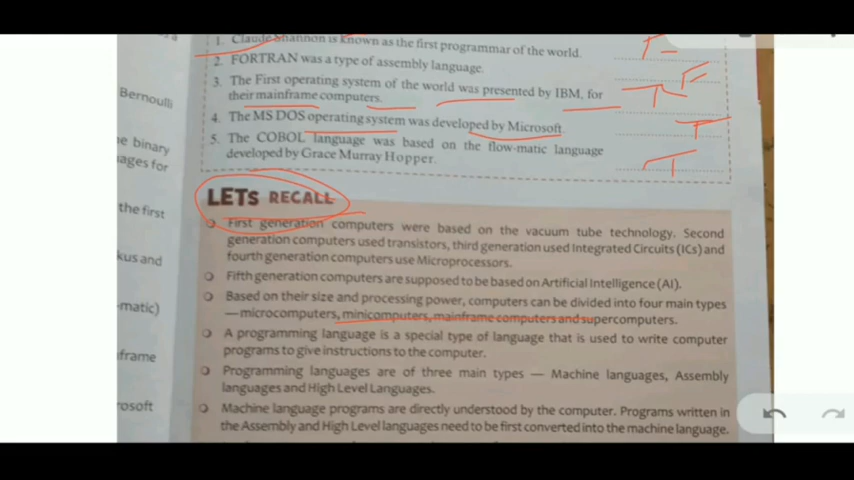 1. Claude Shannon is known as the first programmar of the world.
F
2. FORTRAN was a type of assembly language.
F
3. The First operating system of the world was presented by IBM, for
their mainframe computers.
T
4. The MS DOS operating system was developed by Microsoft.
T
5. The COBOL language was based on the flow-matic language
developed by Grace Murray Hopper.
T
Bernoulli
e binary
ages for
the first
kus and
-matic)
frame
rosoft
LETs RECALL
First generation computers were based on the vacuum tube technology. Second
generation computers used transistors, third generation used Integrated Circuits (ICs) and
fourth generation computers use Microprocessors.
Fifth generation computers are supposed to be based on Artificial Intelligence (AI).
Based on their size and processing power, computers can be divided into four main types
—microcomputers, minicomputers, mainframe computers and supercomputers.
A programming language is a special type of language that is used to write computer
programs to give instructions to the computer.
Programming languages are of three main types — Machine languages, Assembly
languages and High Level Languages.
Machine language programs are directly understood by the computer. Programs written in
the Assembly and High Level languages need to be first converted into the machine language.